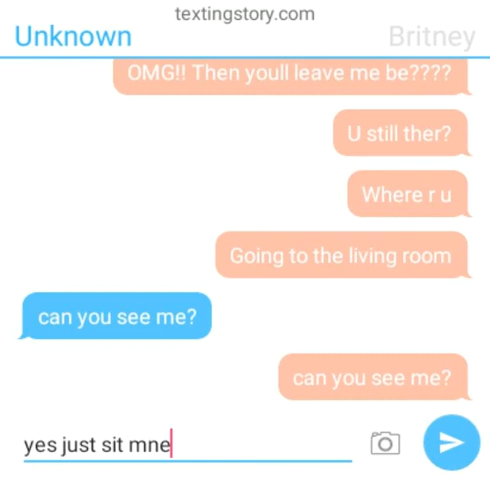 textingstory.com
Unknown
Britney
OMG!! Then youll leave me be????
U still ther?
Where r u
Going to the living room
can you see me?
can you see me?
yes just sit mne